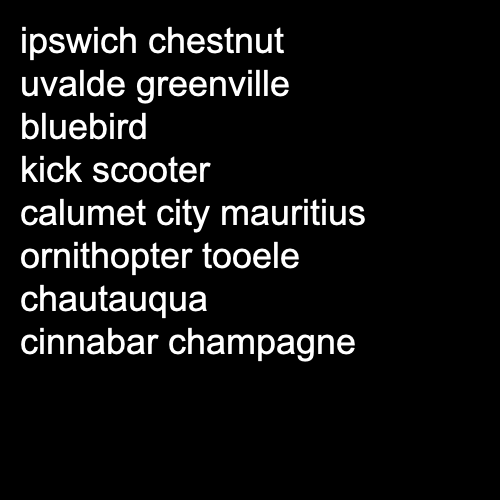 ipswich chestnut
uvalde greenville
bluebird
kick scooter
calumet city mauritius
ornithopter tooele
chautauqua
cinnabar champagne